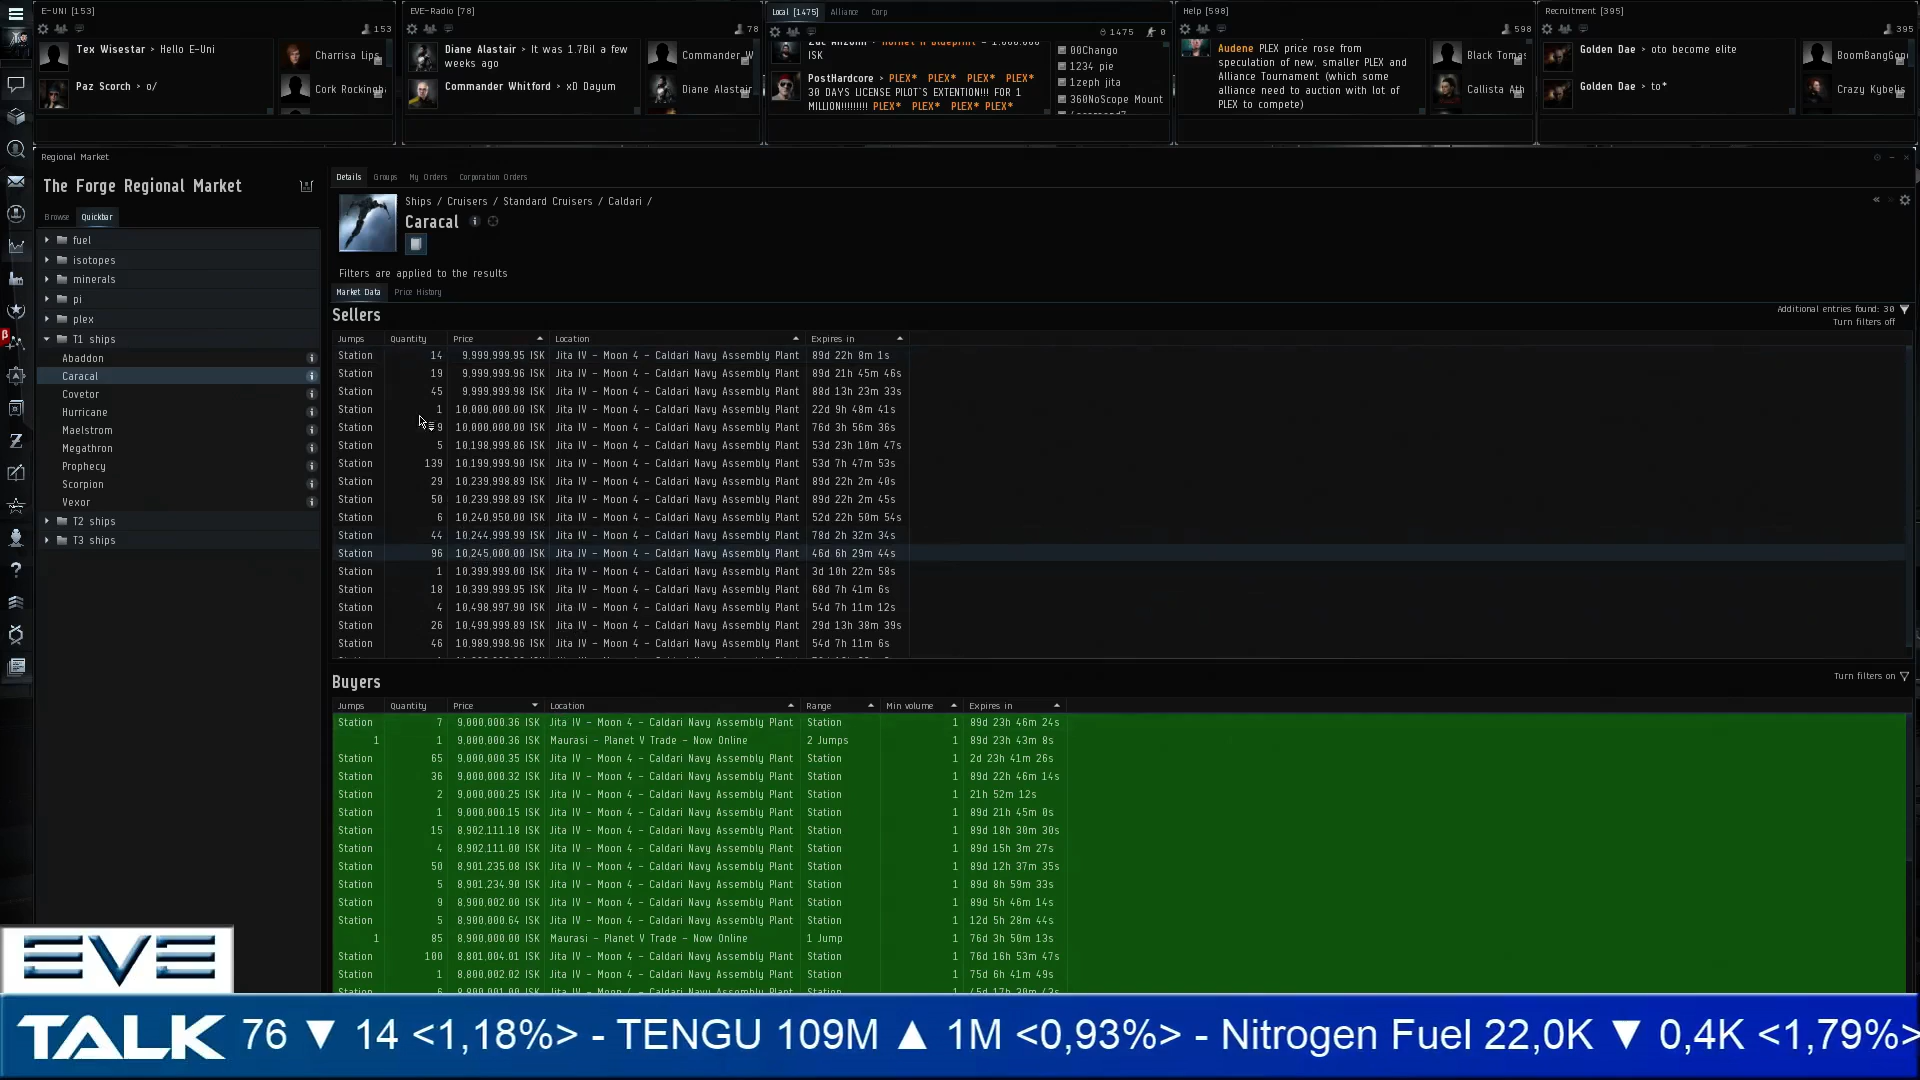 E-UNI [153]
153
Tex Wisestar > Hello E-Uni
Paz Scorch > o/
Charrisa Lips
Cork Rockingh
EVE-Radio [78]
78
Diane Alastair > It was 1.7Bil a few
weeks ago
Commander Whitford > xD Dayum
Commander W
Diane Alastair
Local [1475] Alliance Corp
1475 0
ISK
PostHardcore > PLEX* PLEX* PLEX* PLEX*
30 DAYS LICENSE PILOT`S EXTENTION!!! FOR 1
MILLION!!!!!!!!! PLEX* PLEX* PLEX* PLEX*
00Chango
1234 pie
1zeph jita
360NoScope Mount
Help [598]
598
Audene PLEX price rose from
speculation of new, smaller PLEX and
Alliance Tournament (which some
alliance need to auction with lot of
PLEX to compete)
Black Tomas
Callista Ath
Recruitment [395]
395
Golden Dae > oto become elite
Golden Dae > to*
BoomBangGon
Crazy Kybelis
Regional Market
The Forge Regional Market
Browse Quickbar
fuel
isotopes
minerals
pi
plex
T1 ships
Abaddon
Caracal
Covetor
Hurricane
Maelstrom
Megathron
Prophecy
Scorpion
Vexor
T2 ships
T3 ships
Details Groups My Orders Corporation Orders
Ships / Cruisers / Standard Cruisers / Caldari /
Caracal
Filters are applied to the results
Market Data Price History
Sellers
Additional entries found: 30
Turn filters off
Jumps Quantity Price Location Expires in
Station 14 9,999,999.95 ISK Jita IV - Moon 4 - Caldari Navy Assembly Plant 89d 22h 8m 1s
Station 19 9,999,999.96 ISK Jita IV - Moon 4 - Caldari Navy Assembly Plant 89d 21h 45m 46s
Station 45 9,999,999.98 ISK Jita IV - Moon 4 - Caldari Navy Assembly Plant 88d 13h 23m 33s
Station 1 10,000,000.00 ISK Jita IV - Moon 4 - Caldari Navy Assembly Plant 22d 9h 48m 41s
Station 9 10,000,000.00 ISK Jita IV - Moon 4 - Caldari Navy Assembly Plant 76d 3h 56m 36s
Station 5 10,198,999.86 ISK Jita IV - Moon 4 - Caldari Navy Assembly Plant 53d 23h 10m 47s
Station 139 10,199,999.90 ISK Jita IV - Moon 4 - Caldari Navy Assembly Plant 53d 7h 47m 53s
Station 29 10,239,998.89 ISK Jita IV - Moon 4 - Caldari Navy Assembly Plant 89d 22h 2m 40s
Station 50 10,239,998.89 ISK Jita IV - Moon 4 - Caldari Navy Assembly Plant 89d 22h 2m 45s
Station 6 10,240,950.00 ISK Jita IV - Moon 4 - Caldari Navy Assembly Plant 52d 22h 50m 54s
Station 44 10,244,999.99 ISK Jita IV - Moon 4 - Caldari Navy Assembly Plant 78d 2h 32m 34s
Station 96 10,245,000.00 ISK Jita IV - Moon 4 - Caldari Navy Assembly Plant 46d 6h 29m 44s
Station 1 10,399,999.00 ISK Jita IV - Moon 4 - Caldari Navy Assembly Plant 3d 10h 22m 58s
Station 18 10,399,999.95 ISK Jita IV - Moon 4 - Caldari Navy Assembly Plant 68d 7h 41m 6s
Station 4 10,498,997.90 ISK Jita IV - Moon 4 - Caldari Navy Assembly Plant 54d 7h 11m 12s
Station 26 10,499,999.89 ISK Jita IV - Moon 4 - Caldari Navy Assembly Plant 29d 13h 38m 39s
Station 46 10,989,998.96 ISK Jita IV - Moon 4 - Caldari Navy Assembly Plant 54d 7h 11m 6s
Buyers
Turn filters on
Jumps Quantity Price Location Range Min volume Expires in
Station 7 9,000,000.36 ISK Jita IV - Moon 4 - Caldari Navy Assembly Plant Station 1 89d 23h 46m 24s
1 1 9,000,000.36 ISK Maurasi - Planet V Trade - Now Online 2 Jumps 1 89d 23h 43m 8s
Station 65 9,000,000.35 ISK Jita IV - Moon 4 - Caldari Navy Assembly Plant Station 1 2d 23h 41m 26s
Station 36 9,000,000.32 ISK Jita IV - Moon 4 - Caldari Navy Assembly Plant Station 1 89d 22h 46m 14s
Station 2 9,000,000.25 ISK Jita IV - Moon 4 - Caldari Navy Assembly Plant Station 1 21h 52m 12s
Station 1 9,000,000.15 ISK Jita IV - Moon 4 - Caldari Navy Assembly Plant Station 1 89d 21h 45m 0s
Station 15 8,902,111.18 ISK Jita IV - Moon 4 - Caldari Navy Assembly Plant Station 1 89d 18h 30m 30s
Station 4 8,902,111.00 ISK Jita IV - Moon 4 - Caldari Navy Assembly Plant Station 1 89d 15h 3m 27s
Station 50 8,901,235.08 ISK Jita IV - Moon 4 - Caldari Navy Assembly Plant Station 1 89d 12h 37m 35s
Station 5 8,901,234.90 ISK Jita IV - Moon 4 - Caldari Navy Assembly Plant Station 1 89d 8h 59m 33s
Station 9 8,900,002.00 ISK Jita IV - Moon 4 - Caldari Navy Assembly Plant Station 1 89d 5h 46m 14s
Station 5 8,900,000.64 ISK Jita IV - Moon 4 - Caldari Navy Assembly Plant Station 1 12d 5h 28m 44s
1 85 8,900,000.00 ISK Maurasi - Planet V Trade - Now Online 1 Jump 1 76d 3h 50m 13s
Station 100 8,801,004.01 ISK Jita IV - Moon 4 - Caldari Navy Assembly Plant Station 1 76d 16h 53m 47s
Station 1 8,800,002.02 ISK Jita IV - Moon 4 - Caldari Navy Assembly Plant Station 1 75d 6h 41m 49s
EVE
TALK 76 ▼ 14 <1,18%> - TENGU 109M ▲ 1M <0,93%> - Nitrogen Fuel 22,0K ▼ 0,4K <1,79%>